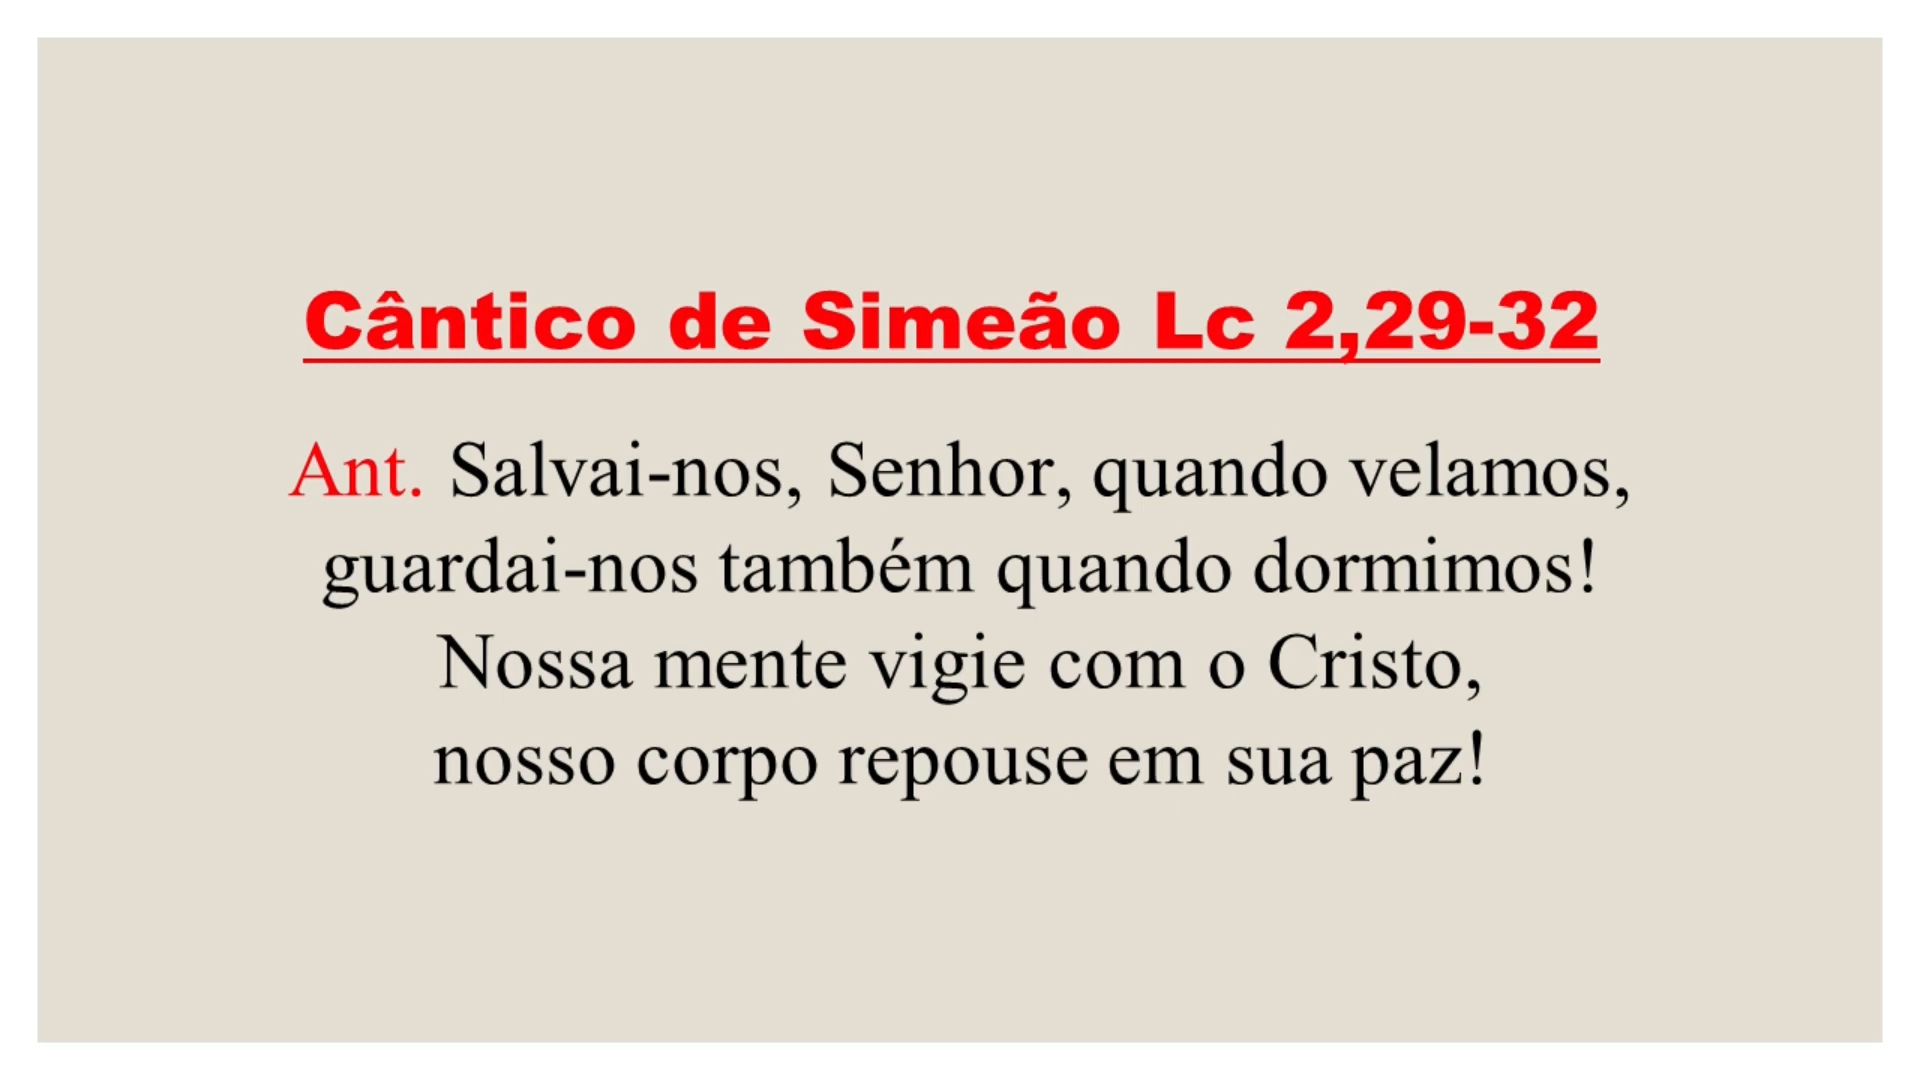 Cântico de Simeão Lc 2,29-32
Ant. Salvai-nos, Senhor, quando velamos,
guardai-nos também quando dormimos!
Nossa mente vigie com o Cristo,
nosso corpo repouse em sua paz!